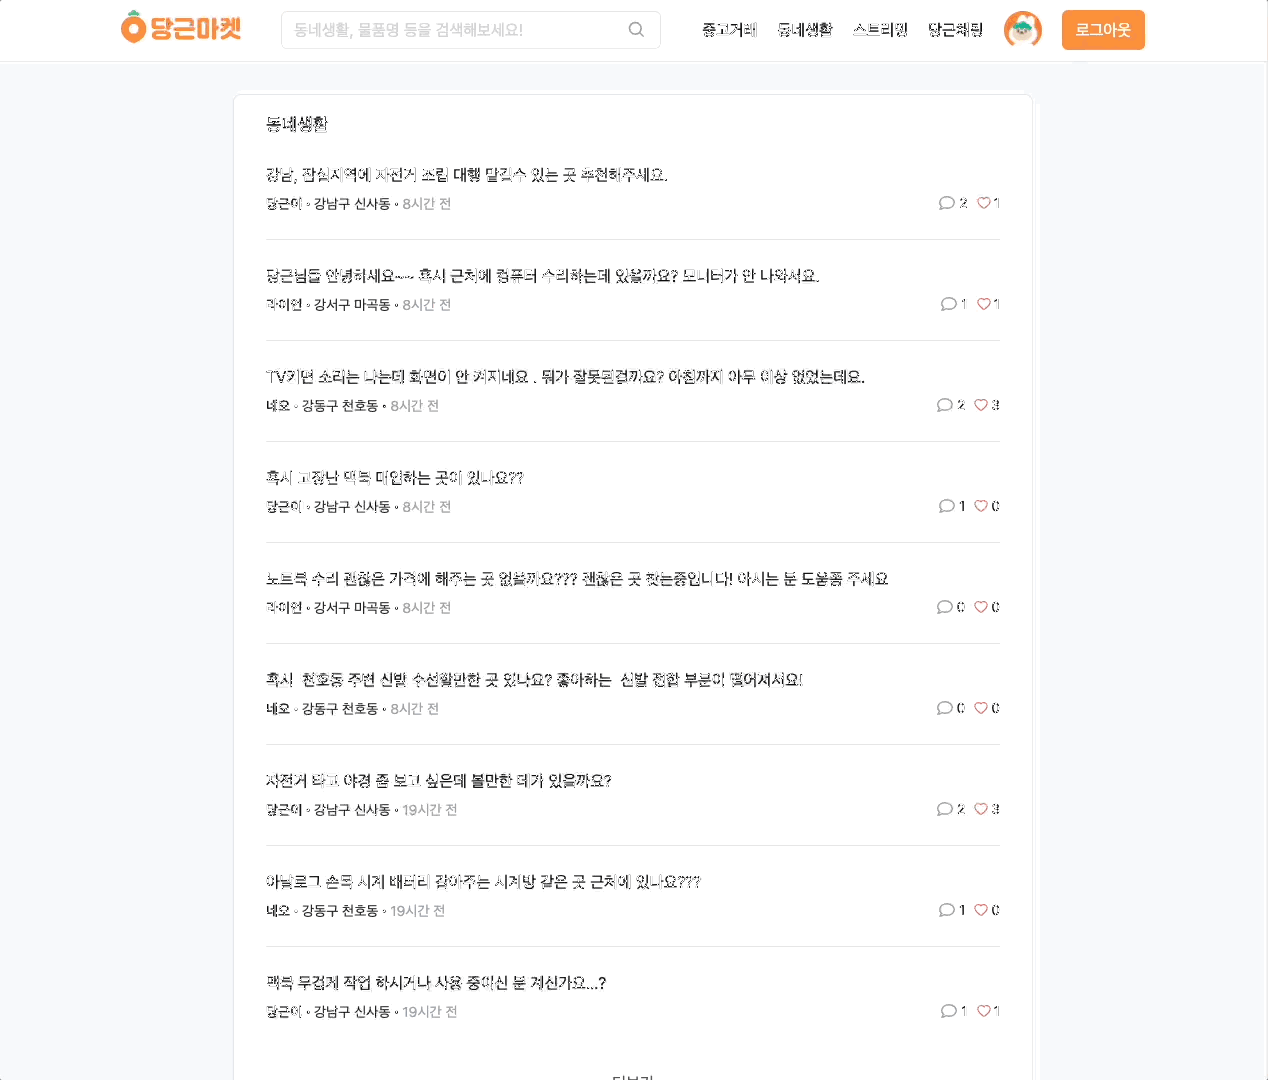 당근마켓
동네생활, 물품명 등을 검색해보세요!
중고거래 동네생활 스트리밍 당근채팅
로그아웃
동네생활
강남, 잠실지역에 자전거 조립 대행 맡길수 있는 곳 추천해주세요.
당근이 • 강남구 신사동 • 8시간 전
2 1
당근님들 안녕하세요~~ 혹시 근처에 컴퓨터 수리하는데 있을까요? 모니터가 안 나와서요.
라이언 • 강서구 마곡동 • 8시간 전
1 1
TV키면 소리는 나는데 화면이 안 켜지네요 . 뭐가 잘못된걸까요? 아침까지 아무 이상 없었는데요.
네오 • 강동구 천호동 • 8시간 전
2 3
혹시 고장난 맥북 매입하는 곳이 있나요??
당근이 • 강남구 신사동 • 8시간 전
1 0
노트북 수리 괜찮은 가격에 해주는 곳 없을까요??? 괜찮은 곳 찾는중입니다! 아시는 분 도움좀 주세요
라이언 • 강서구 마곡동 • 8시간 전
0 0
혹시 천호동 주변 신발 수선할만한 곳 있나요? 좋아하는 신발 접합 부분이 떨어져서요!
네오 • 강동구 천호동 • 8시간 전
0 0
자전거 타고 야경 좀 보고 싶은데 볼만한 데가 있을까요?
당근이 • 강남구 신사동 • 19시간 전
2 3
아날로그 손목 시계 배터리 갈아주는 시계방 같은 곳 근처에 있나요???
네오 • 강동구 천호동 • 19시간 전
1 0
맥북 무겁게 작업 하시거나 사용 중이신 분 계신가요...?
당근이 • 강남구 신사동 • 19시간 전
1 1
더보기